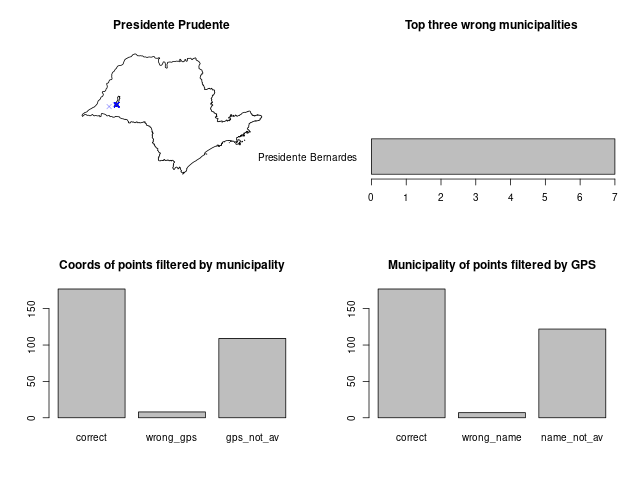 Presidente Prudente
Top three wrong municipalities
Presidente Bernardes
0 1 2 3 4 5 6 7
Coords of points filtered by municipality
0 50 100 150
correct wrong_gps gps_not_av
Municipality of points filtered by GPS
0 50 100 150
correct wrong_name name_not_av